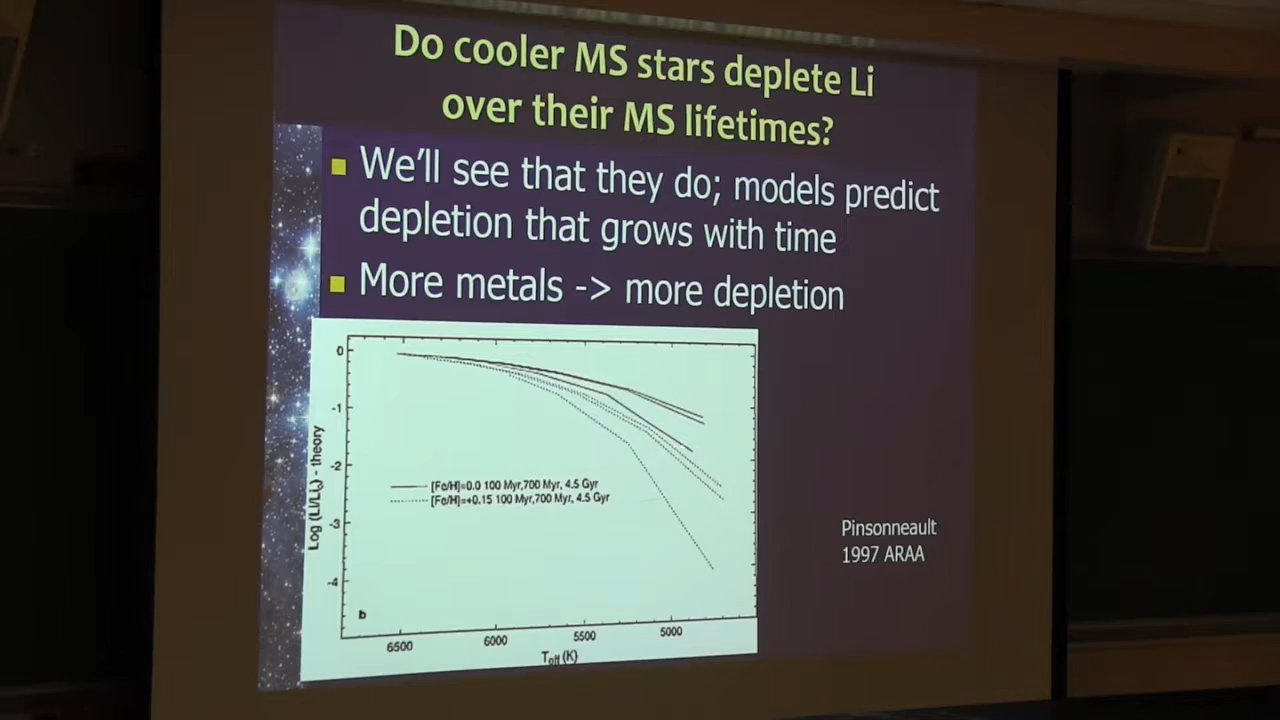 Do cooler MS stars deplete Li
over their MS lifetimes?
We'll see that they do; models predict
depletion that grows with time
More metals -> more depletion
0
-1
-2
-3
-4
Log (Li/Li₀) - theory
[Fe/H]=0.0 100 Myr,700 Myr, 4.5 Gyr
[Fe/H]=+0.15 100 Myr,700 Myr, 4.5 Gyr
b
6500 6000 5500 5000
Teff (K)
Pinsonneault
1997 ARAA